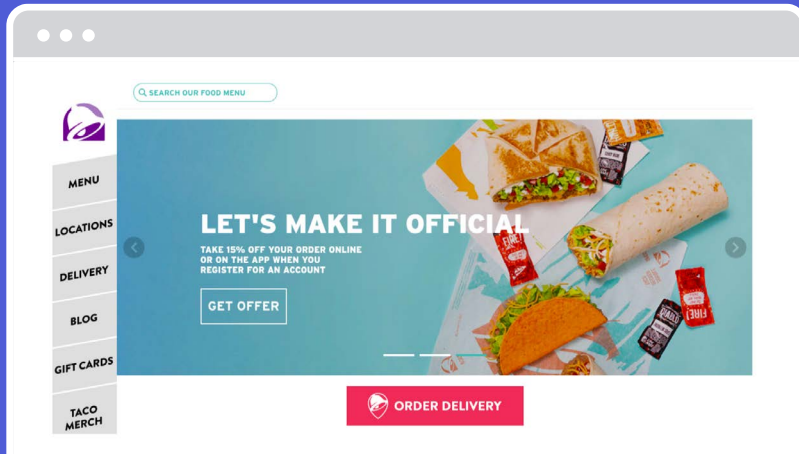 SEARCH OUR FOOD MENU
MENU
LOCATIONS
DELIVERY
BLOG
GIFT CARDS
TACO
MERCH
LET'S MAKE IT OFFICIAL
TAKE 15% OFF YOUR ORDER ONLINE
OR ON THE APP WHEN YOU
REGISTER FOR AN ACCOUNT
GET OFFER
FIRE!
DIABLO
FIRE!
ORDER DELIVERY